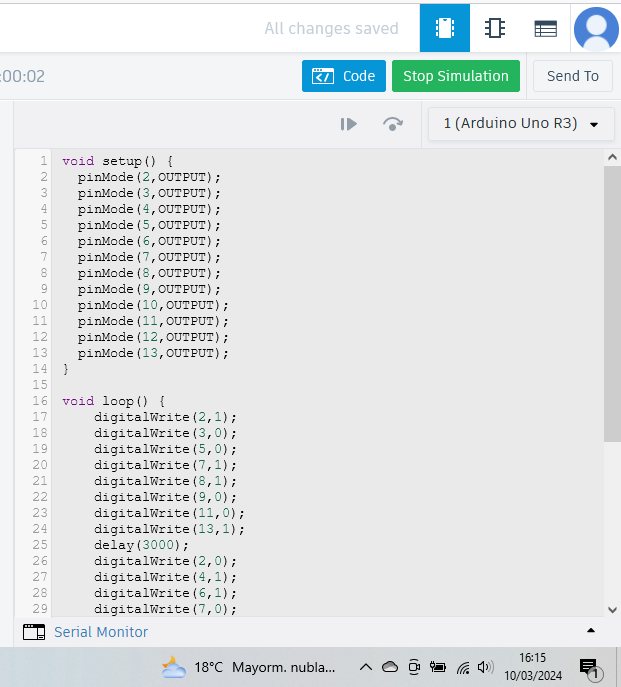 All changes saved
:00:02
Code
Stop Simulation
Send To
1 (Arduino Uno R3)
1 void setup() {
2 pinMode(2,OUTPUT);
3 pinMode(3,OUTPUT);
4 pinMode(4,OUTPUT);
5 pinMode(5,OUTPUT);
6 pinMode(6,OUTPUT);
7 pinMode(7,OUTPUT);
8 pinMode(8,OUTPUT);
9 pinMode(9,OUTPUT);
10 pinMode(10,OUTPUT);
11 pinMode(11,OUTPUT);
12 pinMode(12,OUTPUT);
13 pinMode(13,OUTPUT);
14 }
15
16 void loop() {
17 digitalWrite(2,1);
18 digitalWrite(3,0);
19 digitalWrite(5,0);
20 digitalWrite(7,1);
21 digitalWrite(8,1);
22 digitalWrite(9,0);
23 digitalWrite(11,0);
24 digitalWrite(13,1);
25 delay(3000);
26 digitalWrite(2,0);
27 digitalWrite(4,1);
28 digitalWrite(6,1);
29 digitalWrite(7,0);
Serial Monitor
18°C Mayorm. nubla...
16:15
10/03/2024
1